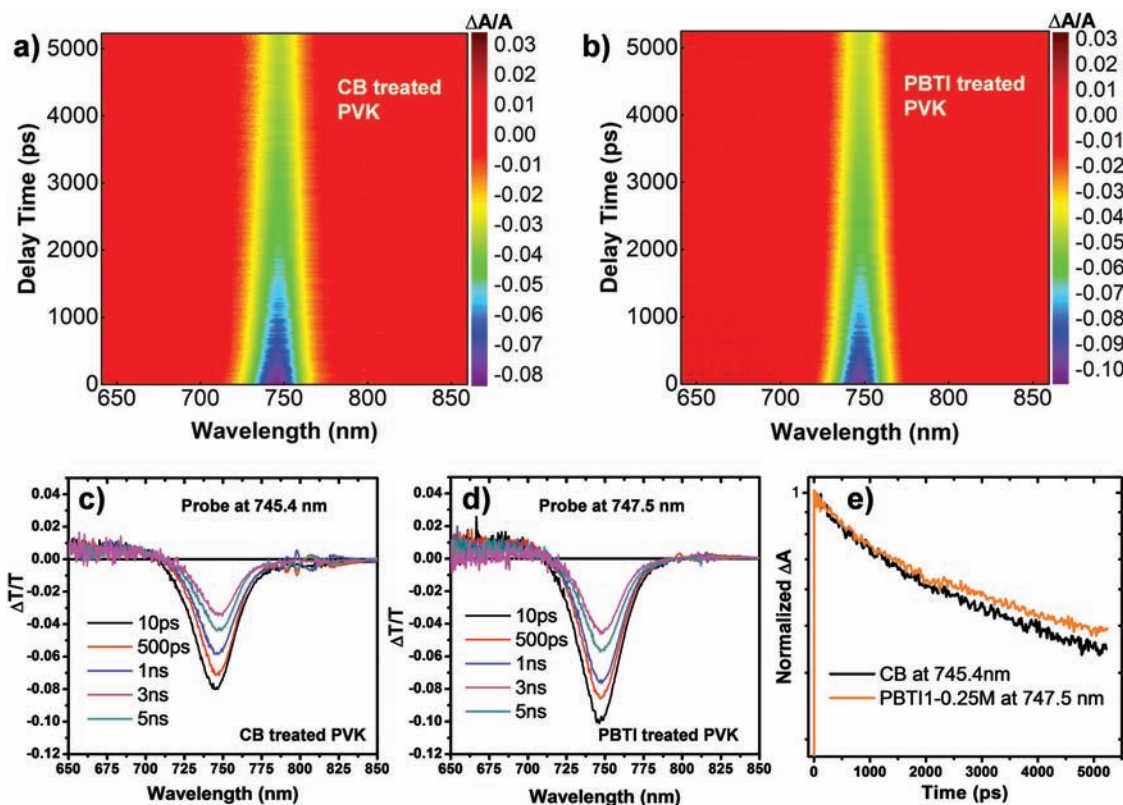 a)
ΔA/A
CB treated
PVK
5000
4000
3000
2000
1000
0
Delay Time (ps)
650
700
750
800
850
Wavelength (nm)
0.03
0.02
0.01
0.00
-0.01
-0.02
-0.03
-0.04
-0.05
-0.06
-0.07
-0.08
b)
ΔA/A
PBTI treated
PVK
5000
4000
3000
2000
1000
0
Delay Time (ps)
650
700
750
800
850
Wavelength (nm)
0.03
0.02
0.01
0.00
-0.01
-0.02
-0.03
-0.04
-0.05
-0.06
-0.07
-0.08
-0.09
-0.10
c)
Probe at 745.4 nm
0.04
0.02
0.00
-0.02
-0.04
-0.06
-0.08
-0.10
-0.12
ΔT/T
10ps
500ps
1ns
3ns
5ns
CB treated PVK
650 675 700 725 750 775 800 825 850
Wavelength (nm)
d)
Probe at 747.5 nm
0.04
0.02
0.00
-0.02
-0.04
-0.06
-0.08
-0.10
-0.12
ΔT/T
10ps
500ps
1ns
3ns
5ns
PBTI treated PVK
650 675 700 725 750 775 800 825 850
Wavelength (nm)
e)
1
Normalized ΔA
CB at 745.4nm
PBTI1-0.25M at 747.5 nm
0 1000 2000 3000 4000 5000
Time (ps)